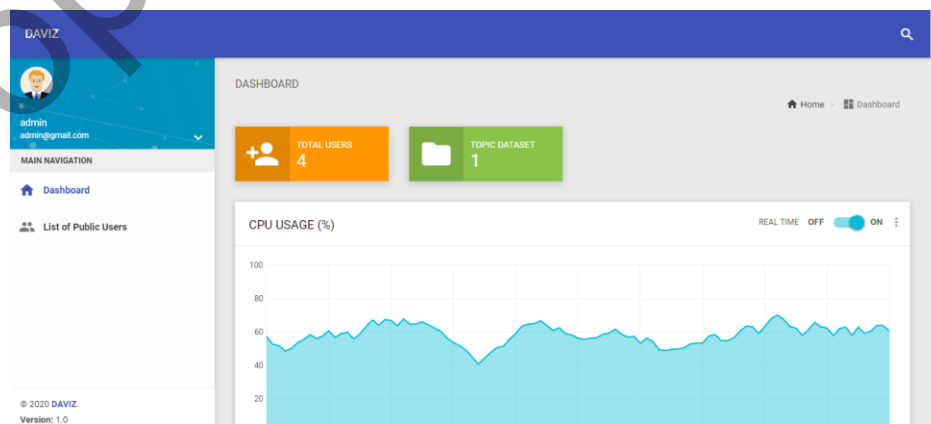 DAVIZ
admin
admin@gmail.com
MAIN NAVIGATION
Dashboard
List of Public Users
© 2020 DAVIZ.
Version: 1.0
DASHBOARD
Home > Dashboard
TOTAL USERS
4
TOPIC DATASET
1
CPU USAGE (%)
REAL TIME OFF ON
100
80
60
40
20